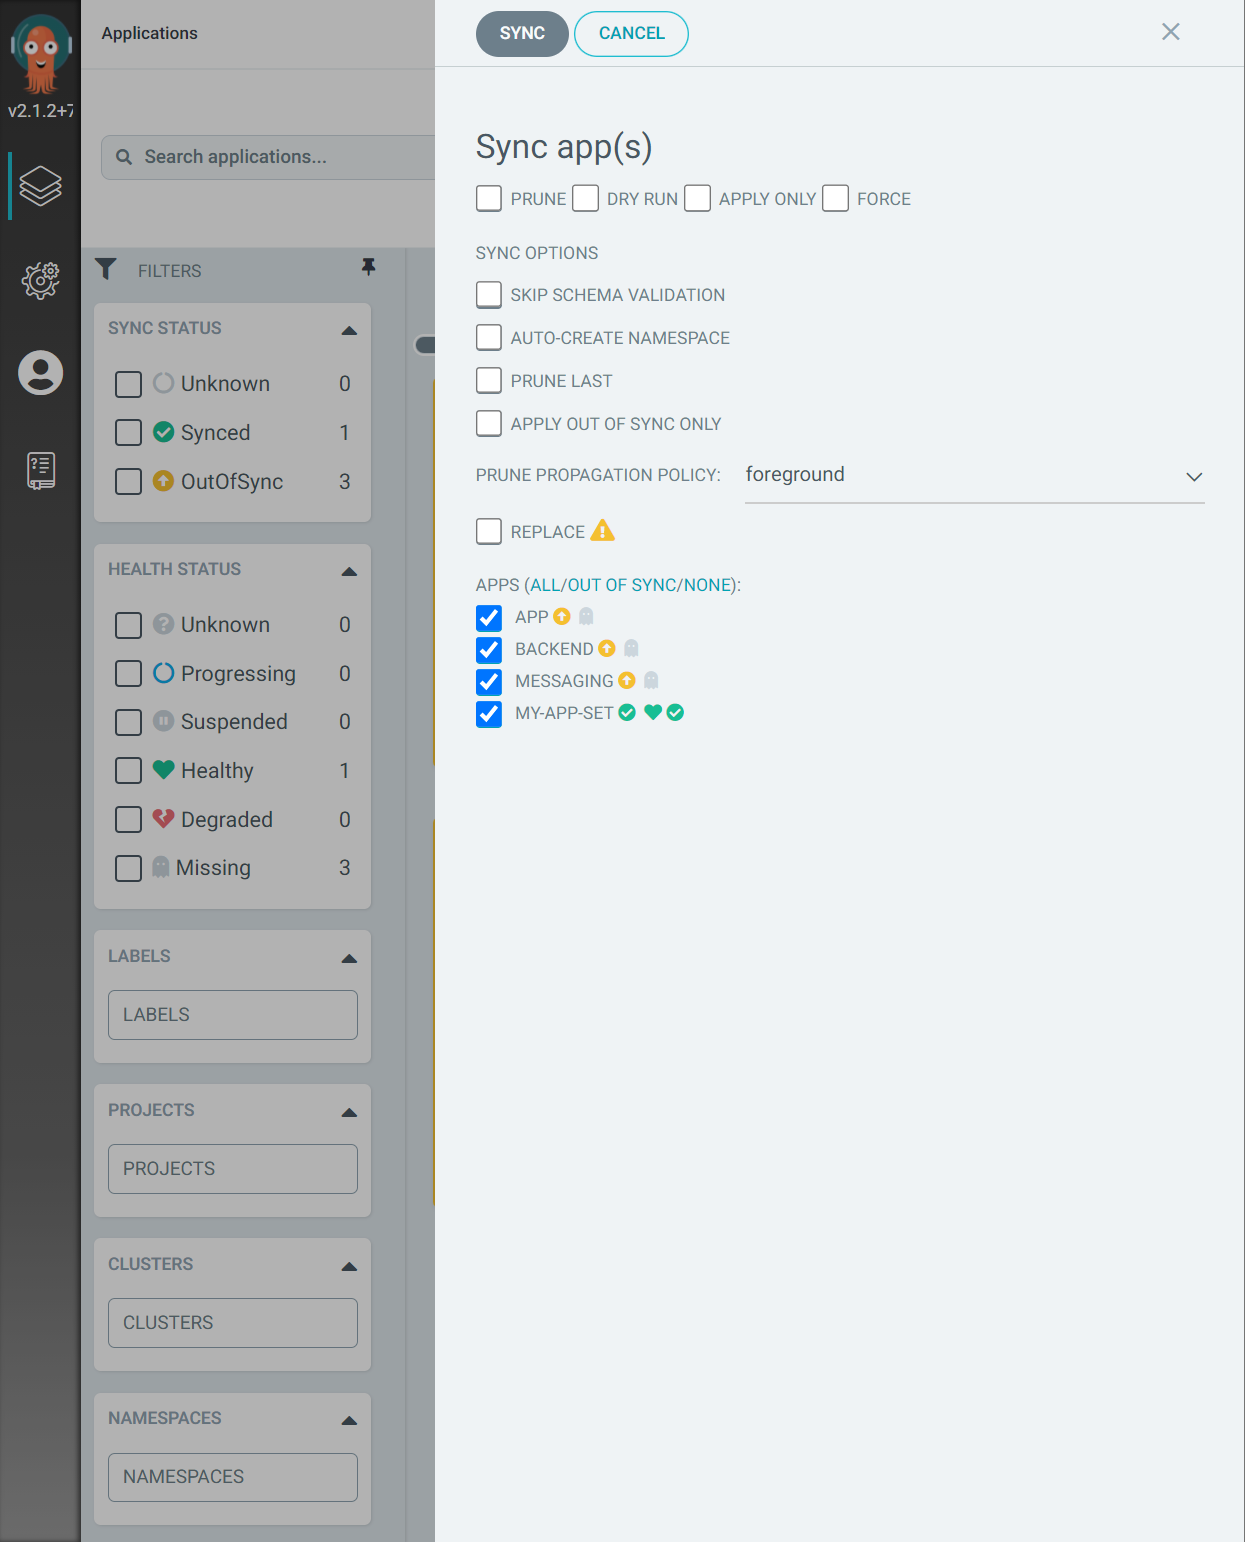 v2.1.2+7
Applications
Search applications...
FILTERS
SYNC STATUS
Unknown 0
Synced 1
OutOfSync 3
HEALTH STATUS
Unknown 0
Progressing 0
Suspended 0
Healthy 1
Degraded 0
Missing 3
LABELS
LABELS
PROJECTS
PROJECTS
CLUSTERS
CLUSTERS
NAMESPACES
NAMESPACES
SYNC CANCEL
Sync app(s)
PRUNE DRY RUN APPLY ONLY FORCE
SYNC OPTIONS
SKIP SCHEMA VALIDATION
AUTO-CREATE NAMESPACE
PRUNE LAST
APPLY OUT OF SYNC ONLY
PRUNE PROPAGATION POLICY: foreground
REPLACE
APPS (ALL/OUT OF SYNC/NONE):
APP
BACKEND
MESSAGING
MY-APP-SET